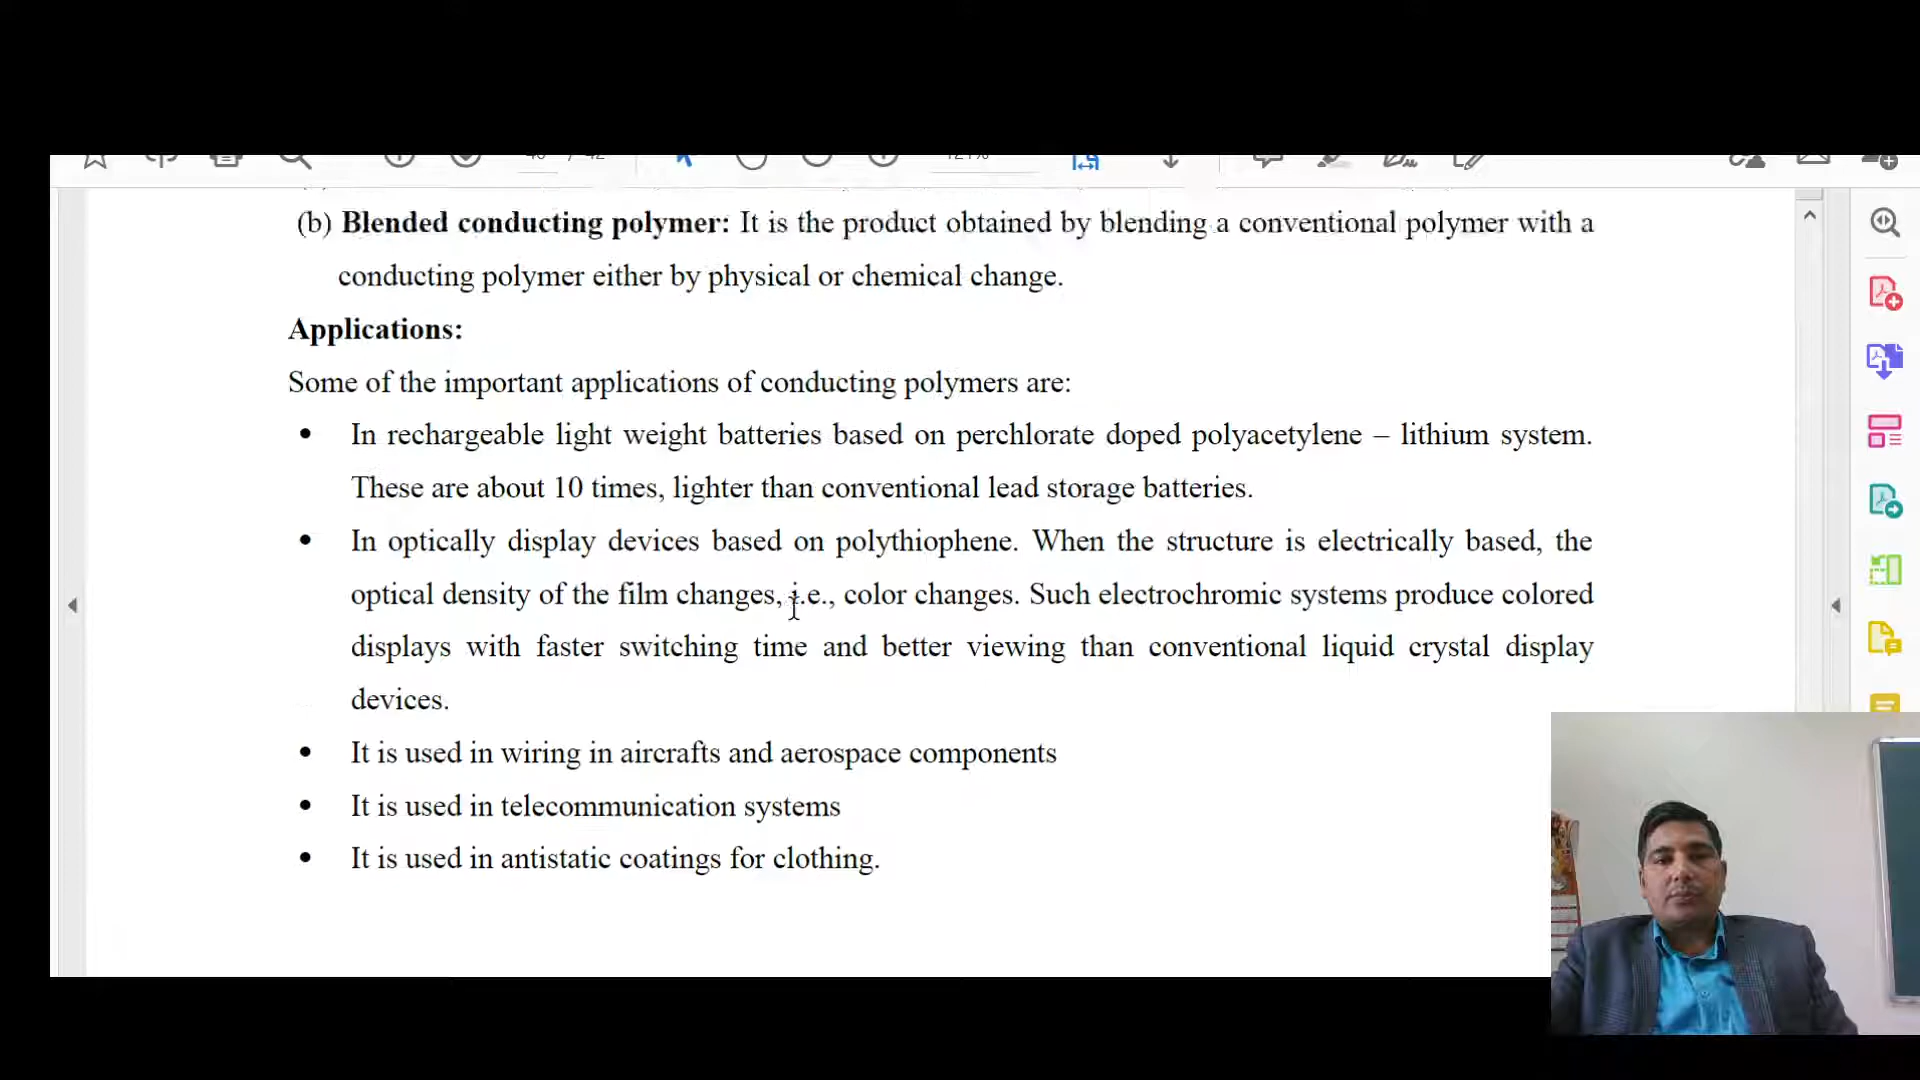 (b) Blended conducting polymer: It is the product obtained by blending a conventional polymer with a
conducting polymer either by physical or chemical change.
Applications:
Some of the important applications of conducting polymers are:
• In rechargeable light weight batteries based on perchlorate doped polyacetylene – lithium system.
These are about 10 times, lighter than conventional lead storage batteries.
• In optically display devices based on polythiophene. When the structure is electrically based, the
optical density of the film changes, i.e., color changes. Such electrochromic systems produce colored
displays with faster switching time and better viewing than conventional liquid crystal display
devices.
• It is used in wiring in aircrafts and aerospace components
• It is used in telecommunication systems
• It is used in antistatic coatings for clothing.